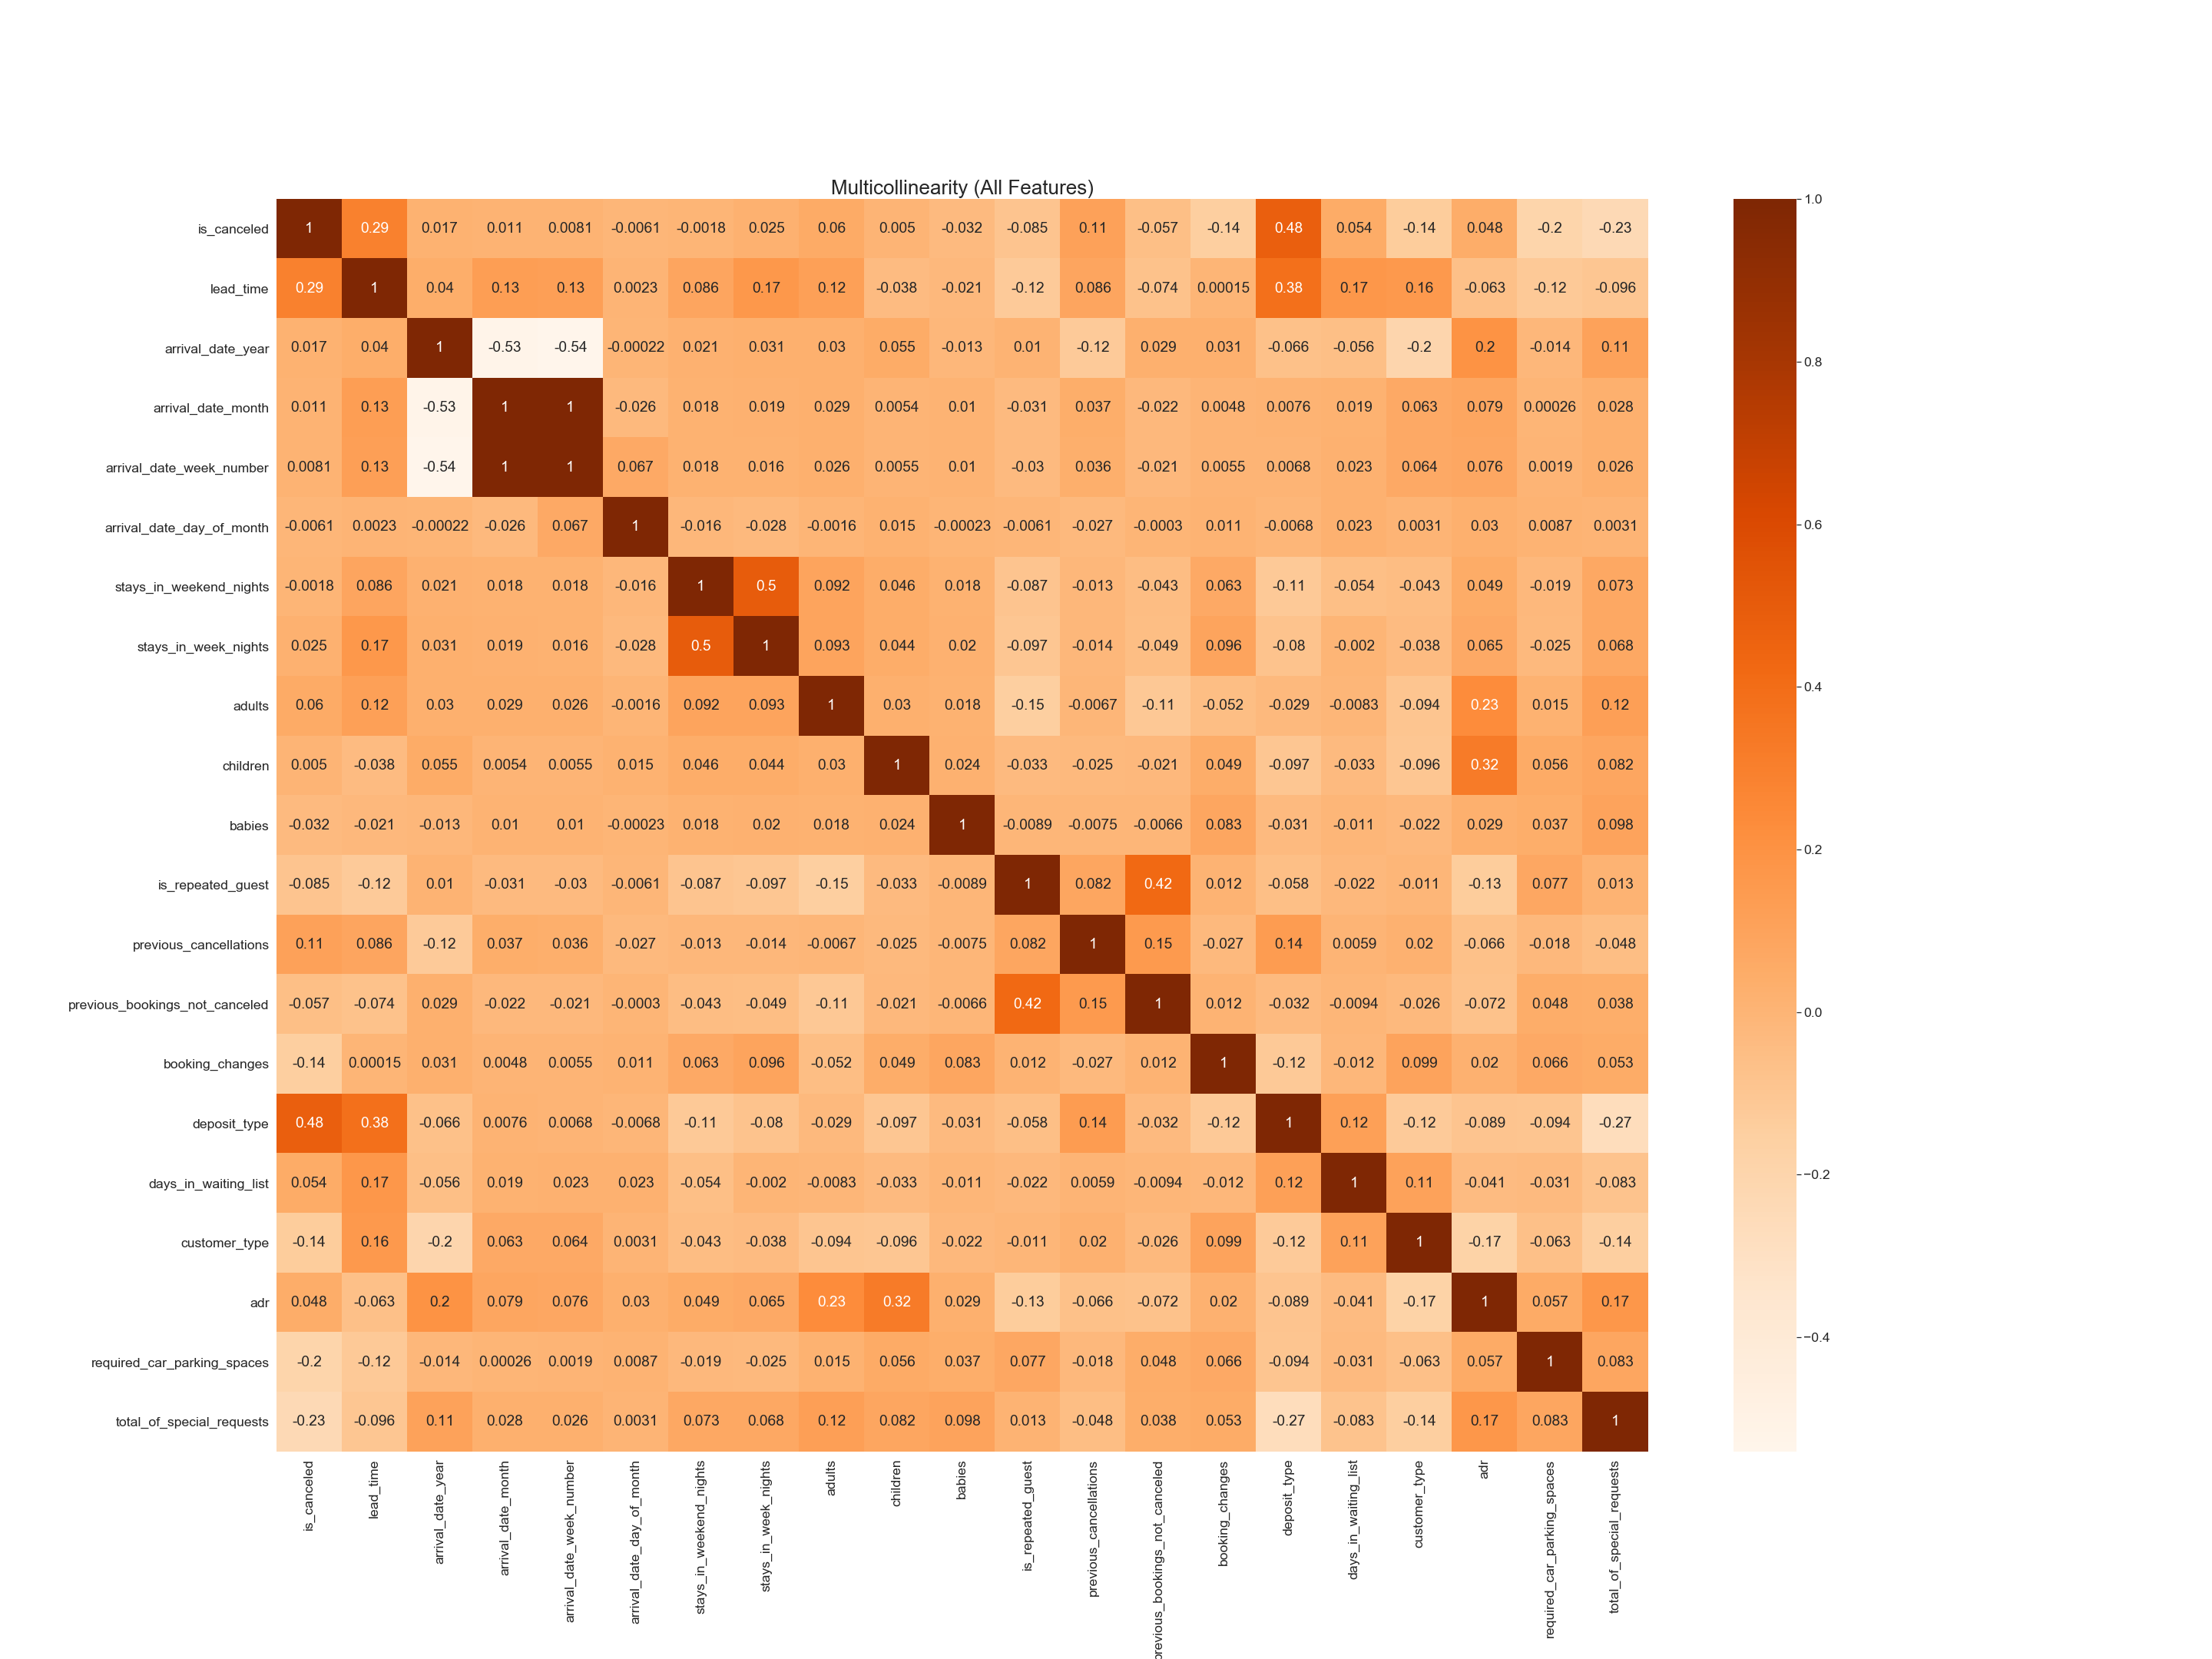 Multicollinearity (All Features)
is_canceled 1 0.29 0.017 0.011 0.0081 -0.0061 -0.0018 0.025 0.06 0.005 -0.032 -0.085 0.11 -0.057 -0.14 0.48 0.054 -0.14 0.048 -0.2 -0.23
lead_time 0.29 1 0.04 0.13 0.13 0.0023 0.086 0.17 0.12 -0.038 -0.021 -0.12 0.086 -0.074 0.00015 0.38 0.17 0.16 -0.063 -0.12 -0.096
arrival_date_year 0.017 0.04 1 -0.53 -0.54 -0.00022 0.021 0.031 0.03 0.055 -0.013 0.01 -0.12 0.029 0.031 -0.066 -0.056 -0.2 0.2 -0.014 0.11
arrival_date_month 0.011 0.13 -0.53 1 1 -0.026 0.018 0.019 0.029 0.0054 0.01 -0.031 0.037 -0.022 0.0048 0.0076 0.019 0.063 0.079 0.00026 0.028
arrival_date_week_number 0.0081 0.13 -0.54 1 1 0.067 0.018 0.016 0.026 0.0055 0.01 -0.03 0.036 -0.021 0.0055 0.0068 0.023 0.064 0.076 0.0019 0.026
arrival_date_day_of_month -0.0061 0.0023 -0.00022 -0.026 0.067 1 -0.016 -0.028 -0.0016 0.015 -0.00023 -0.0061 -0.027 -0.0003 0.011 -0.0068 0.023 0.0031 0.03 0.0087 0.0031
stays_in_weekend_nights -0.0018 0.086 0.021 0.018 0.018 -0.016 1 0.5 0.092 0.046 0.018 -0.087 -0.013 -0.043 0.063 -0.11 -0.054 -0.043 0.049 -0.019 0.073
stays_in_week_nights 0.025 0.17 0.031 0.019 0.016 -0.028 0.5 1 0.093 0.044 0.02 -0.097 -0.014 -0.049 0.096 -0.08 -0.002 -0.038 0.065 -0.025 0.068
adults 0.06 0.12 0.03 0.029 0.026 -0.0016 0.092 0.093 1 0.03 0.018 -0.15 -0.0067 -0.11 -0.052 -0.029 -0.0083 -0.094 0.23 0.015 0.12
children 0.005 -0.038 0.055 0.0054 0.0055 0.015 0.046 0.044 0.03 1 0.024 -0.033 -0.025 -0.021 0.049 -0.097 -0.033 -0.096 0.32 0.056 0.082
babies -0.032 -0.021 -0.013 0.01 0.01 -0.00023 0.018 0.02 0.018 0.024 1 -0.0089 -0.0075 -0.0066 0.083 -0.031 -0.011 -0.022 0.029 0.037 0.098
is_repeated_guest -0.085 -0.12 0.01 -0.031 -0.03 -0.0061 -0.087 -0.097 -0.15 -0.033 -0.0089 1 0.082 0.42 0.012 -0.058 -0.022 -0.011 -0.13 0.077 0.013
previous_cancellations 0.11 0.086 -0.12 0.037 0.036 -0.027 -0.013 -0.014 -0.0067 -0.025 -0.0075 0.082 1 0.15 -0.027 0.14 0.0059 0.02 -0.066 -0.018 -0.048
previous_bookings_not_canceled -0.057 -0.074 0.029 -0.022 -0.021 -0.0003 -0.043 -0.049 -0.11 -0.021 -0.0066 0.42 0.15 1 0.012 -0.032 -0.0094 -0.026 -0.072 0.048 0.038
booking_changes -0.14 0.00015 0.031 0.0048 0.0055 0.011 0.063 0.096 -0.052 0.049 0.083 0.012 -0.027 0.012 1 -0.12 -0.012 0.099 0.02 0.066 0.053
deposit_type 0.48 0.38 -0.066 0.0076 0.0068 -0.0068 -0.11 -0.08 -0.029 -0.097 -0.031 -0.058 0.14 -0.032 -0.12 1 0.12 -0.12 -0.089 -0.094 -0.27
days_in_waiting_list 0.054 0.17 -0.056 0.019 0.023 0.023 -0.054 -0.002 -0.0083 -0.033 -0.011 -0.022 0.0059 -0.0094 -0.012 0.12 1 0.11 -0.041 -0.031 -0.083
customer_type -0.14 0.16 -0.2 0.063 0.064 0.0031 -0.043 -0.038 -0.094 -0.096 -0.022 -0.011 0.02 -0.026 0.099 -0.12 0.11 1 -0.17 -0.063 -0.14
adr 0.048 -0.063 0.2 0.079 0.076 0.03 0.049 0.065 0.23 0.32 0.029 -0.13 -0.066 -0.072 0.02 -0.089 -0.041 -0.17 1 0.057 0.17
required_car_parking_spaces -0.2 -0.12 -0.014 0.00026 0.0019 0.0087 -0.019 -0.025 0.015 0.056 0.037 0.077 -0.018 0.048 0.066 -0.094 -0.031 -0.063 0.057 1 0.083
total_of_special_requests -0.23 -0.096 0.11 0.028 0.026 0.0031 0.073 0.068 0.12 0.082 0.098 0.013 -0.048 0.038 0.053 -0.27 -0.083 -0.14 0.17 0.083 1
is_canceled
lead_time
arrival_date_year
arrival_date_month
arrival_date_week_number
arrival_date_day_of_month
stays_in_weekend_nights
stays_in_week_nights
adults
children
babies
is_repeated_guest
previous_cancellations
previous_bookings_not_canceled
booking_changes
deposit_type
days_in_waiting_list
customer_type
adr
required_car_parking_spaces
total_of_special_requests
1.0
0.8
0.6
0.4
0.2
0.0
−0.2
−0.4